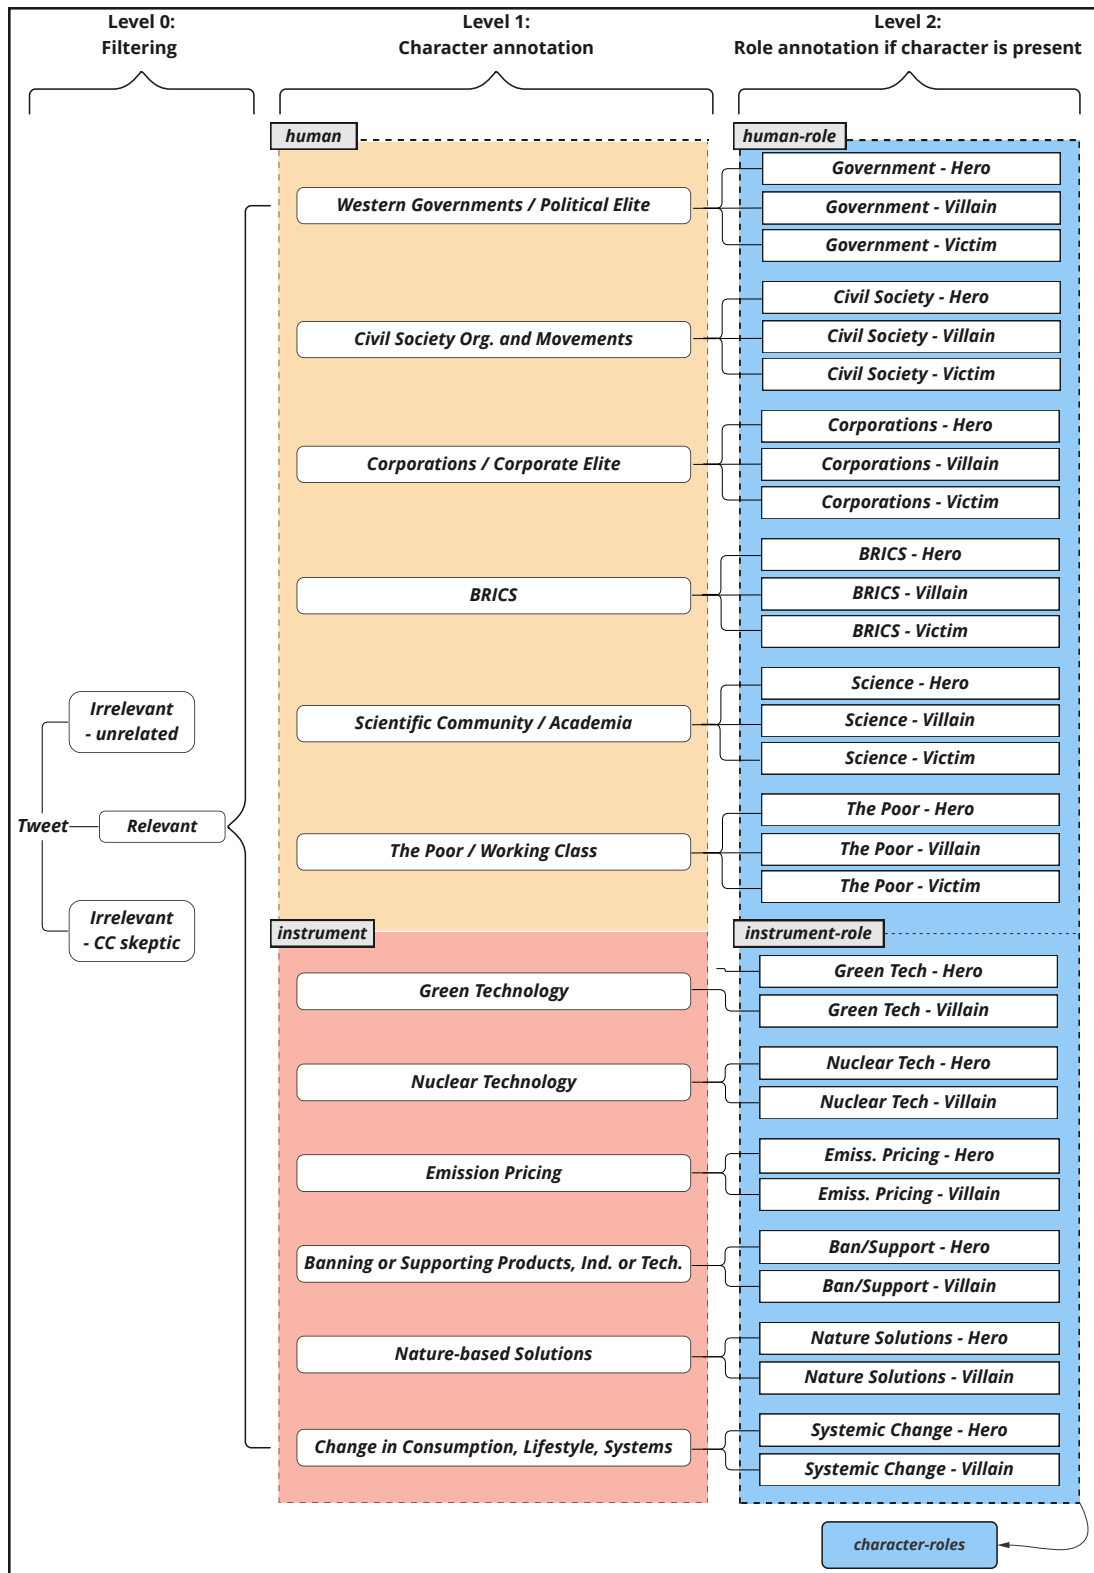 Level 0:
Filtering
Level 1:
Character annotation
Level 2:
Role annotation if character is present
human
human-role
Western Governments / Political Elite
Government - Hero
Government - Villain
Government - Victim
Civil Society Org. and Movements
Civil Society - Hero
Civil Society - Villain
Civil Society - Victim
Corporations / Corporate Elite
Corporations - Hero
Corporations - Villain
Corporations - Victim
BRICS
BRICS - Hero
BRICS - Villain
BRICS - Victim
Scientific Community / Academia
Science - Hero
Science - Villain
Science - Victim
Irrelevant
- unrelated
Tweet
Relevant
Irrelevant
- CC skeptic
The Poor / Working Class
The Poor - Hero
The Poor - Villain
The Poor - Victim
instrument
instrument-role
Green Technology
Green Tech - Hero
Green Tech - Villain
Nuclear Technology
Nuclear Tech - Hero
Nuclear Tech - Villain
Emission Pricing
Emiss. Pricing - Hero
Emiss. Pricing - Villain
Banning or Supporting Products, Ind. or Tech.
Ban/Support - Hero
Ban/Support - Villain
Nature-based Solutions
Nature Solutions - Hero
Nature Solutions - Villain
Change in Consumption, Lifestyle, Systems
Systemic Change - Hero
Systemic Change - Villain
character-roles